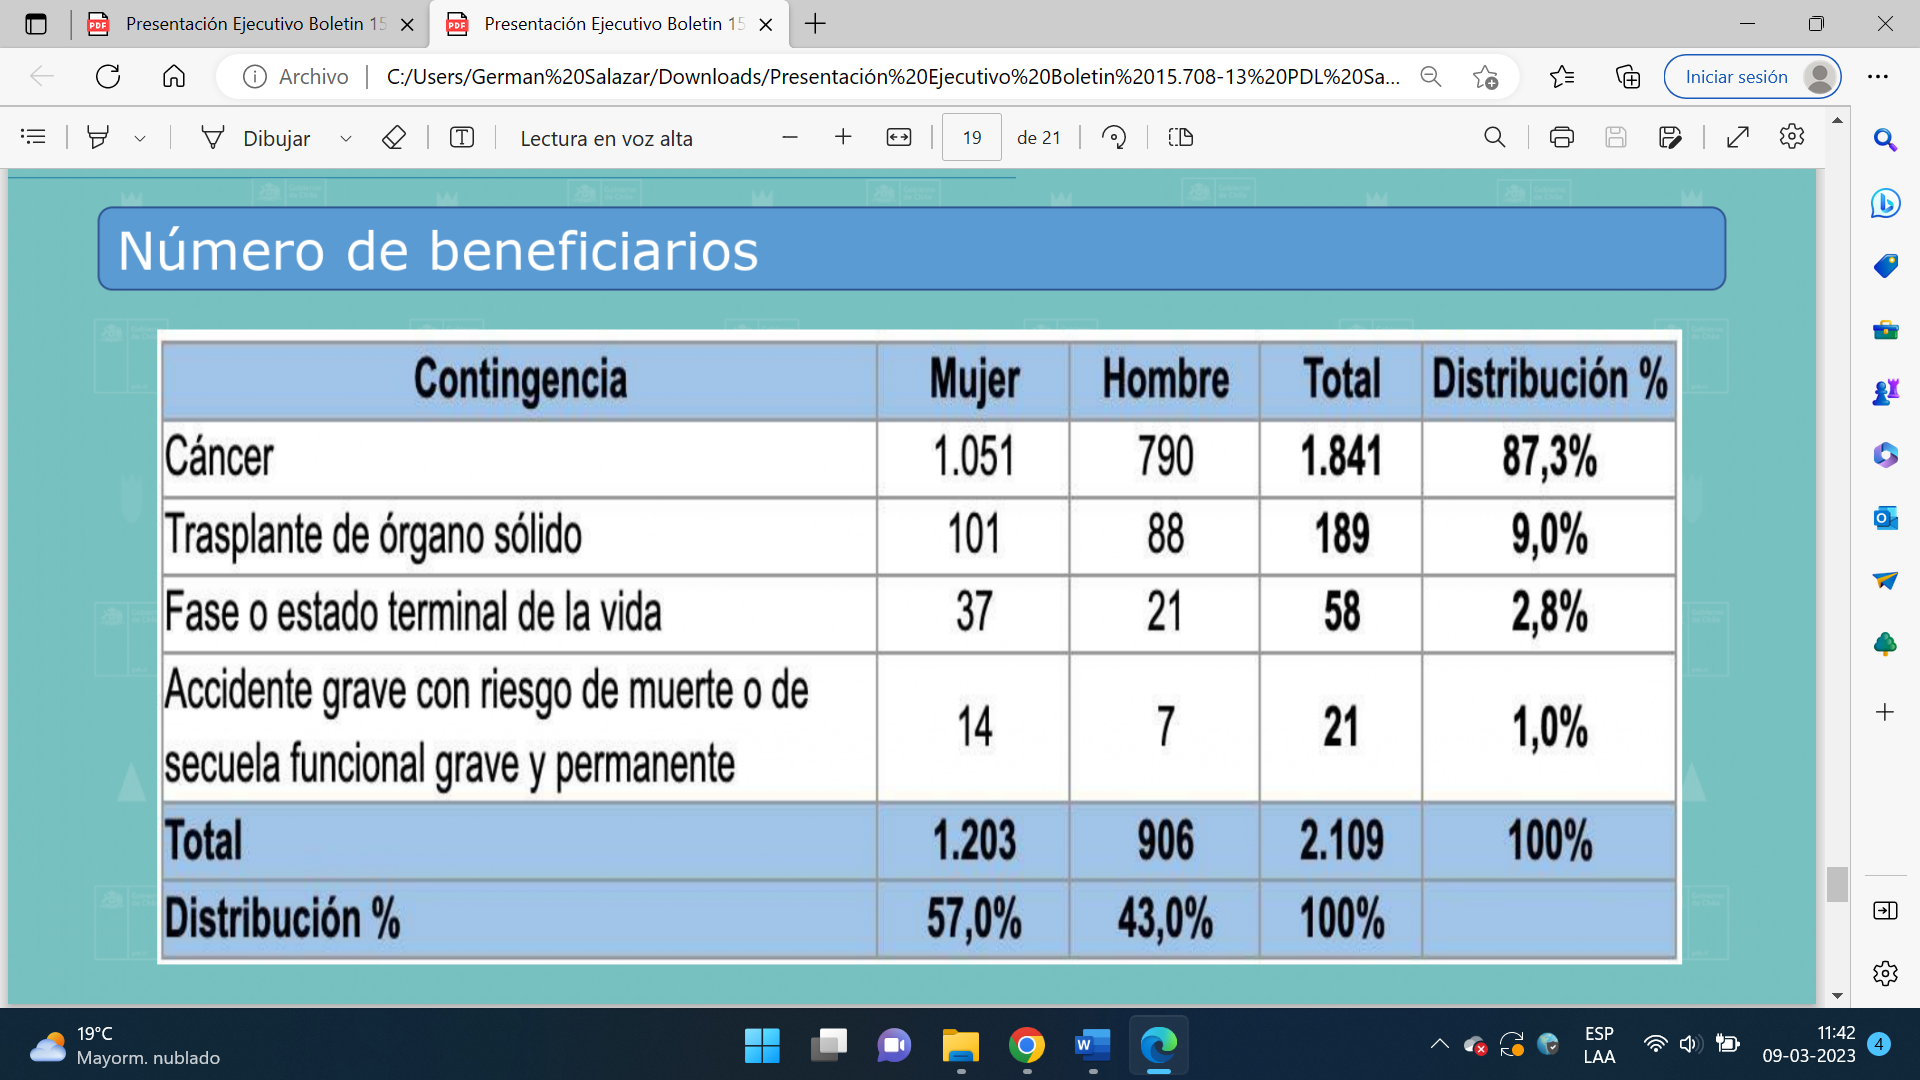 Presentación Ejecutivo Boletin 15
Presentación Ejecutivo Boletin 15
Archivo
C:/Users/German%20Salazar/Downloads/Presentación%20Ejecutivo%20Boletin%2015.708-13%20PDL%20Sa...
Iniciar sesión
Dibujar
Lectura en voz alta
19
de 21
Número de beneficiarios
Contingencia Mujer Hombre Total Distribución %
Cáncer 1.051 790 1.841 87,3%
Trasplante de órgano sólido 101 88 189 9,0%
Fase o estado terminal de la vida 37 21 58 2,8%
Accidente grave con riesgo de muerte o de
secuela funcional grave y permanente 14 7 21 1,0%
Total 1.203 906 2.109 100%
Distribución % 57,0% 43,0% 100%
19°C
Mayorm. nublado
ESP
LAA
11:42
09-03-2023
4